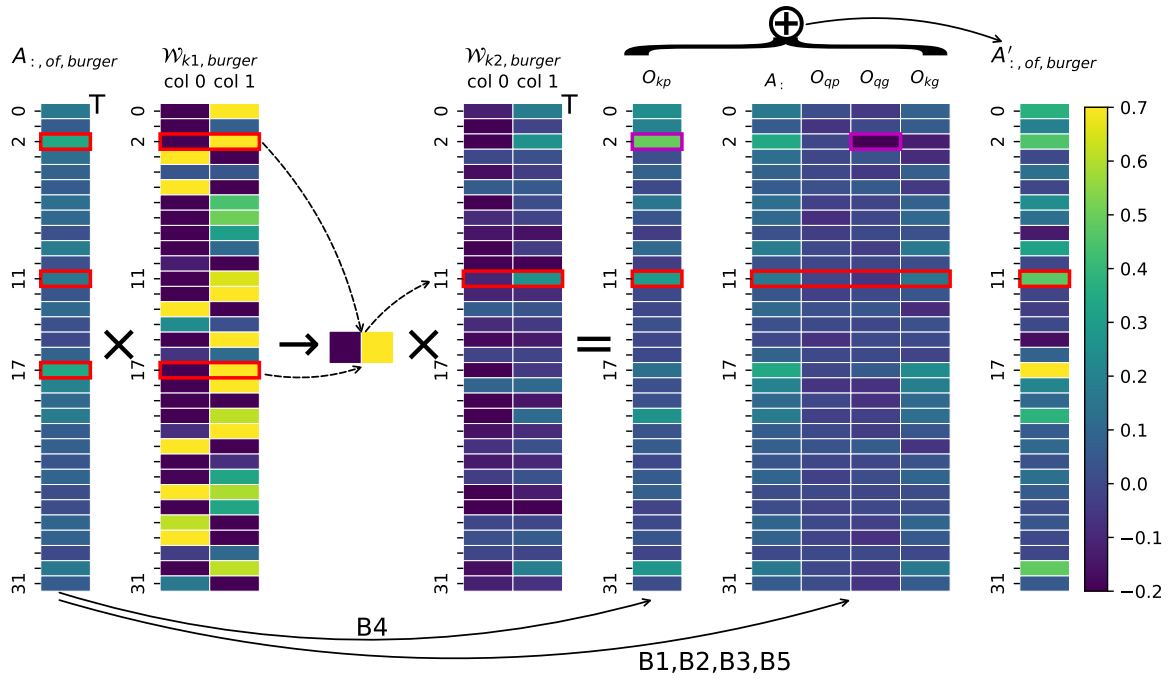 A:,of,burger
𝒲k1,burger
col 0 col 1
T
𝒲k2,burger
col 0 col 1
T
Okp
A:
Oqp
Oqg
Okg
A′:,of,burger
0
2
11
17
31
0
2
11
17
31
0
2
11
17
31
0
2
11
17
31
0
2
11
17
31
0
2
11
17
31
×
→
×
=
0.7
0.6
0.5
0.4
0.3
0.2
0.1
0.0
−0.1
−0.2
B4
B1,B2,B3,B5